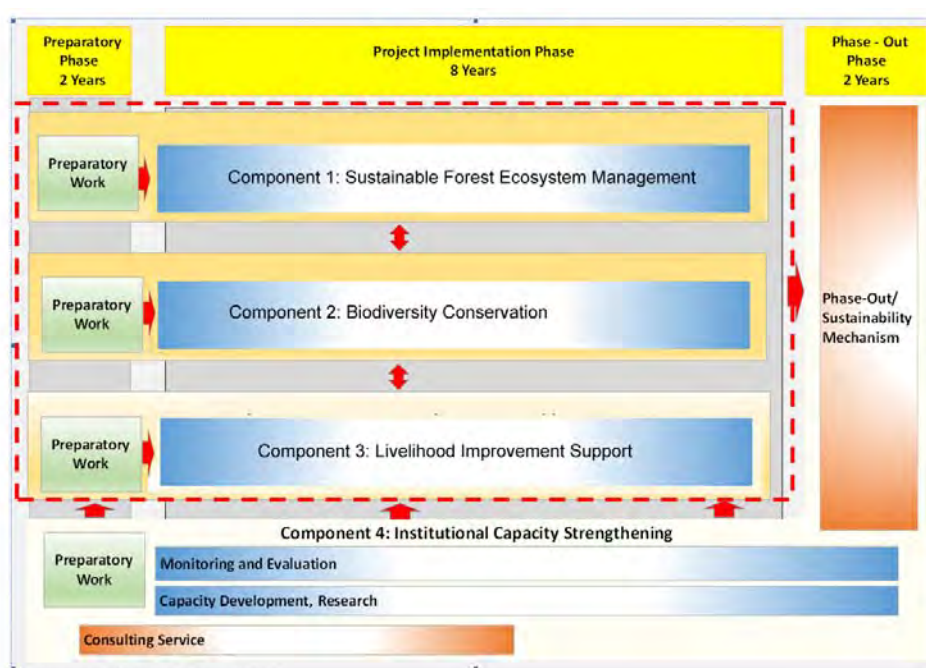 Preparatory
Phase
2 Years
Project Implementation Phase
8 Years
Phase - Out
Phase
2 Years
Preparatory
Work
Component 1: Sustainable Forest Ecosystem Management
Preparatory
Work
Component 2: Biodiversity Conservation
Phase-Out/
Sustainability
Mechanism
Preparatory
Work
Component 3: Livelihood Improvement Support
Component 4: Institutional Capacity Strengthening
Preparatory
Work
Monitoring and Evaluation
Capacity Development, Research
Consulting Service